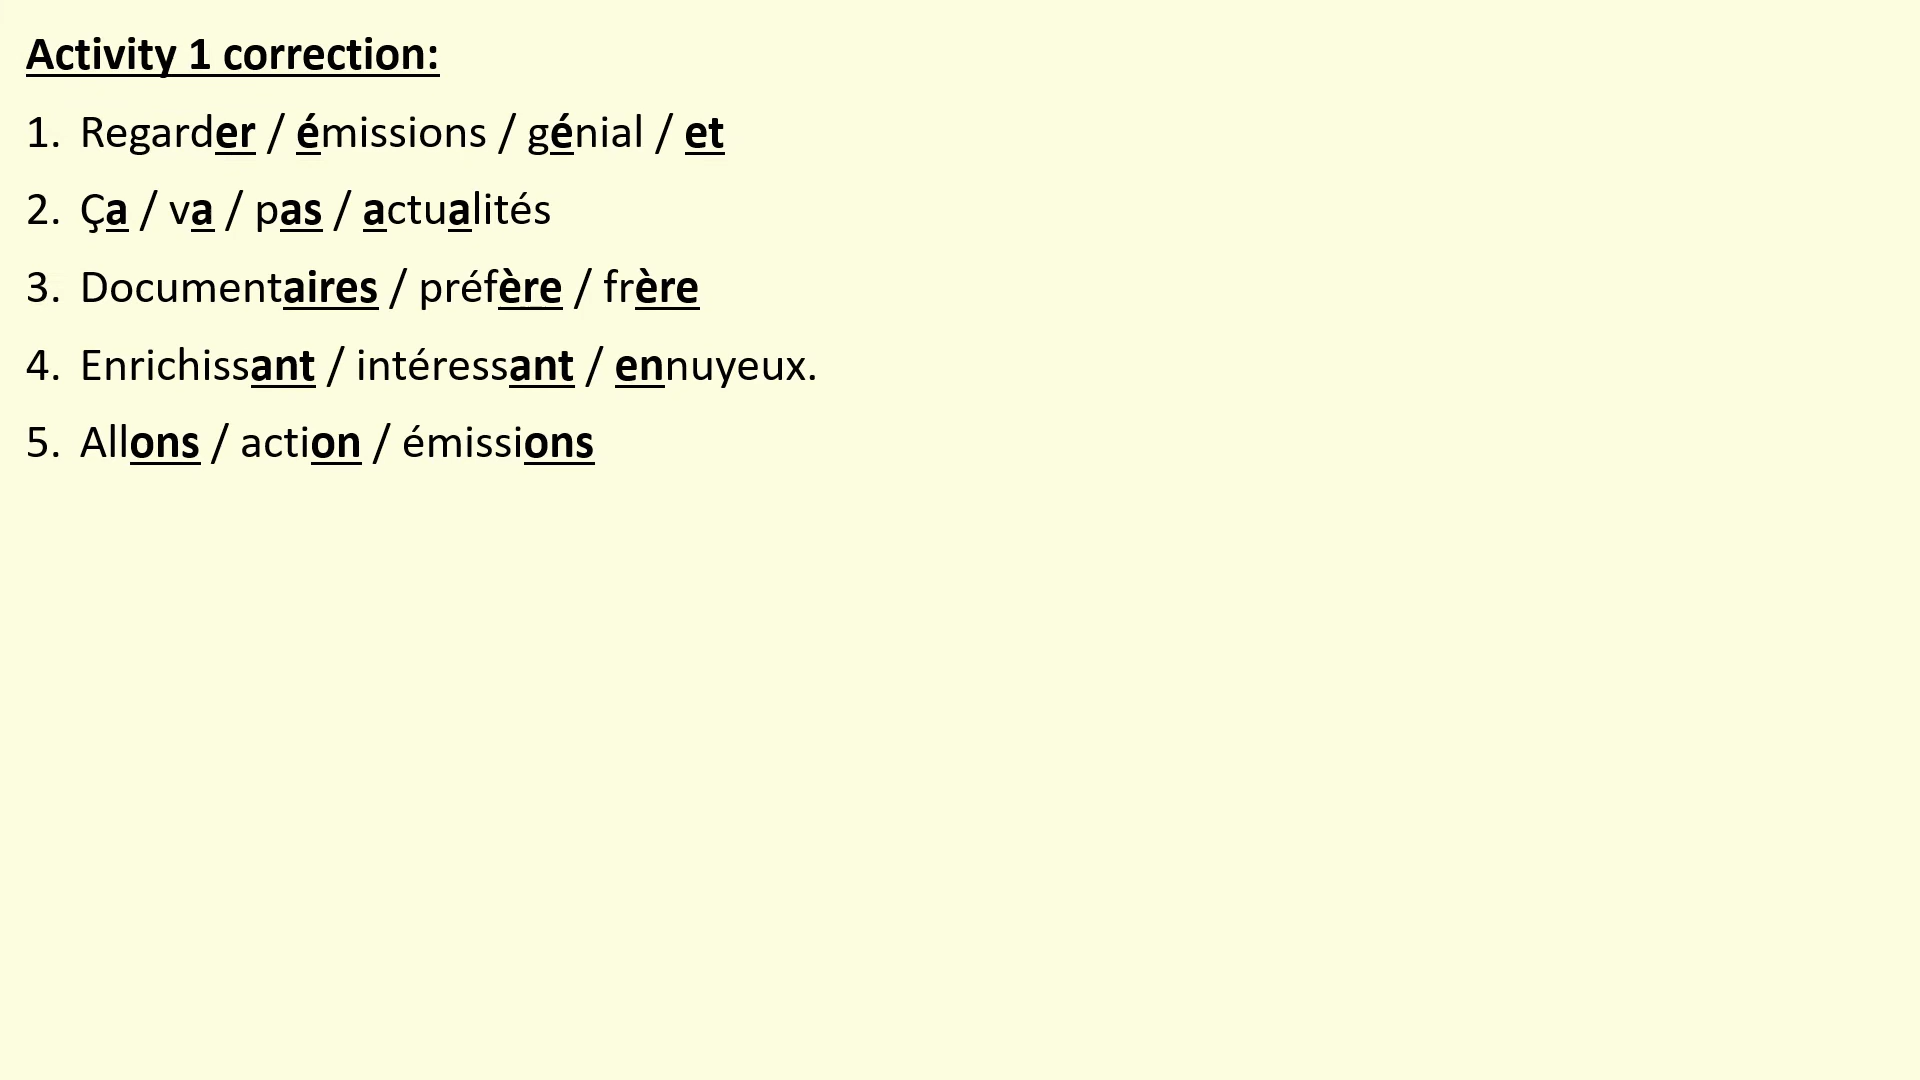 Activity 1 correction:
1. Regarder / émissions / génial / et
2. Ça / va / pas / actualités
3. Documentaires / préfère / frère
4. Enrichissant / intéressant / ennuyeux.
5. Allons / action / émissions